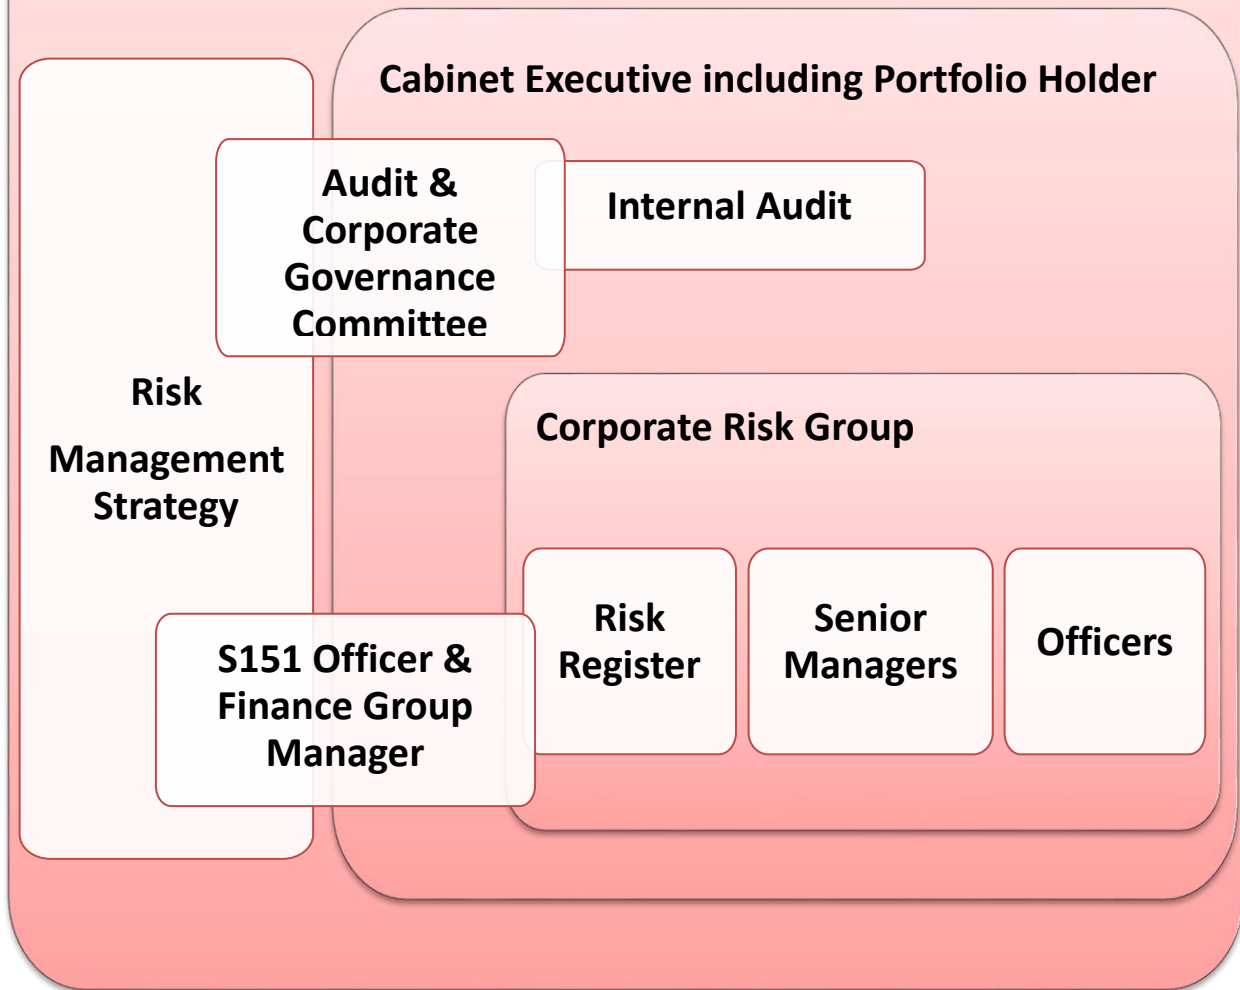 Cabinet Executive including Portfolio Holder
Audit &
Corporate
Governance
Committee
Internal Audit
Risk
Management
Strategy
Corporate Risk Group
Risk
Register
Senior
Managers
Officers
S151 Officer &
Finance Group
Manager